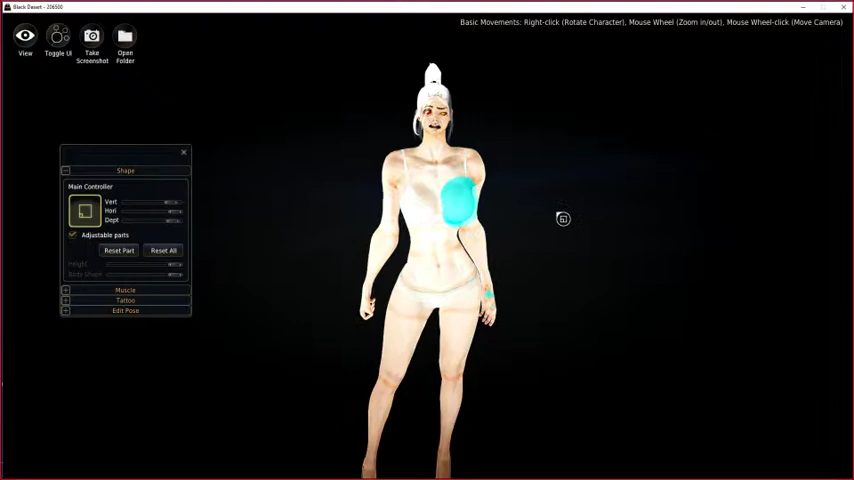 Black Desert - 206500
Basic Movements: Right-click (Rotate Character), Mouse Wheel (Zoom in/out), Mouse Wheel-click (Move Camera)
View
Toggle UI
Take
Screenshot
Open
Folder
Shape
Main Controller
Vert
Hori
Dept
Adjustable parts
Reset Part
Reset All
Height
Body Shape
Muscle
Tattoo
Edit Pose